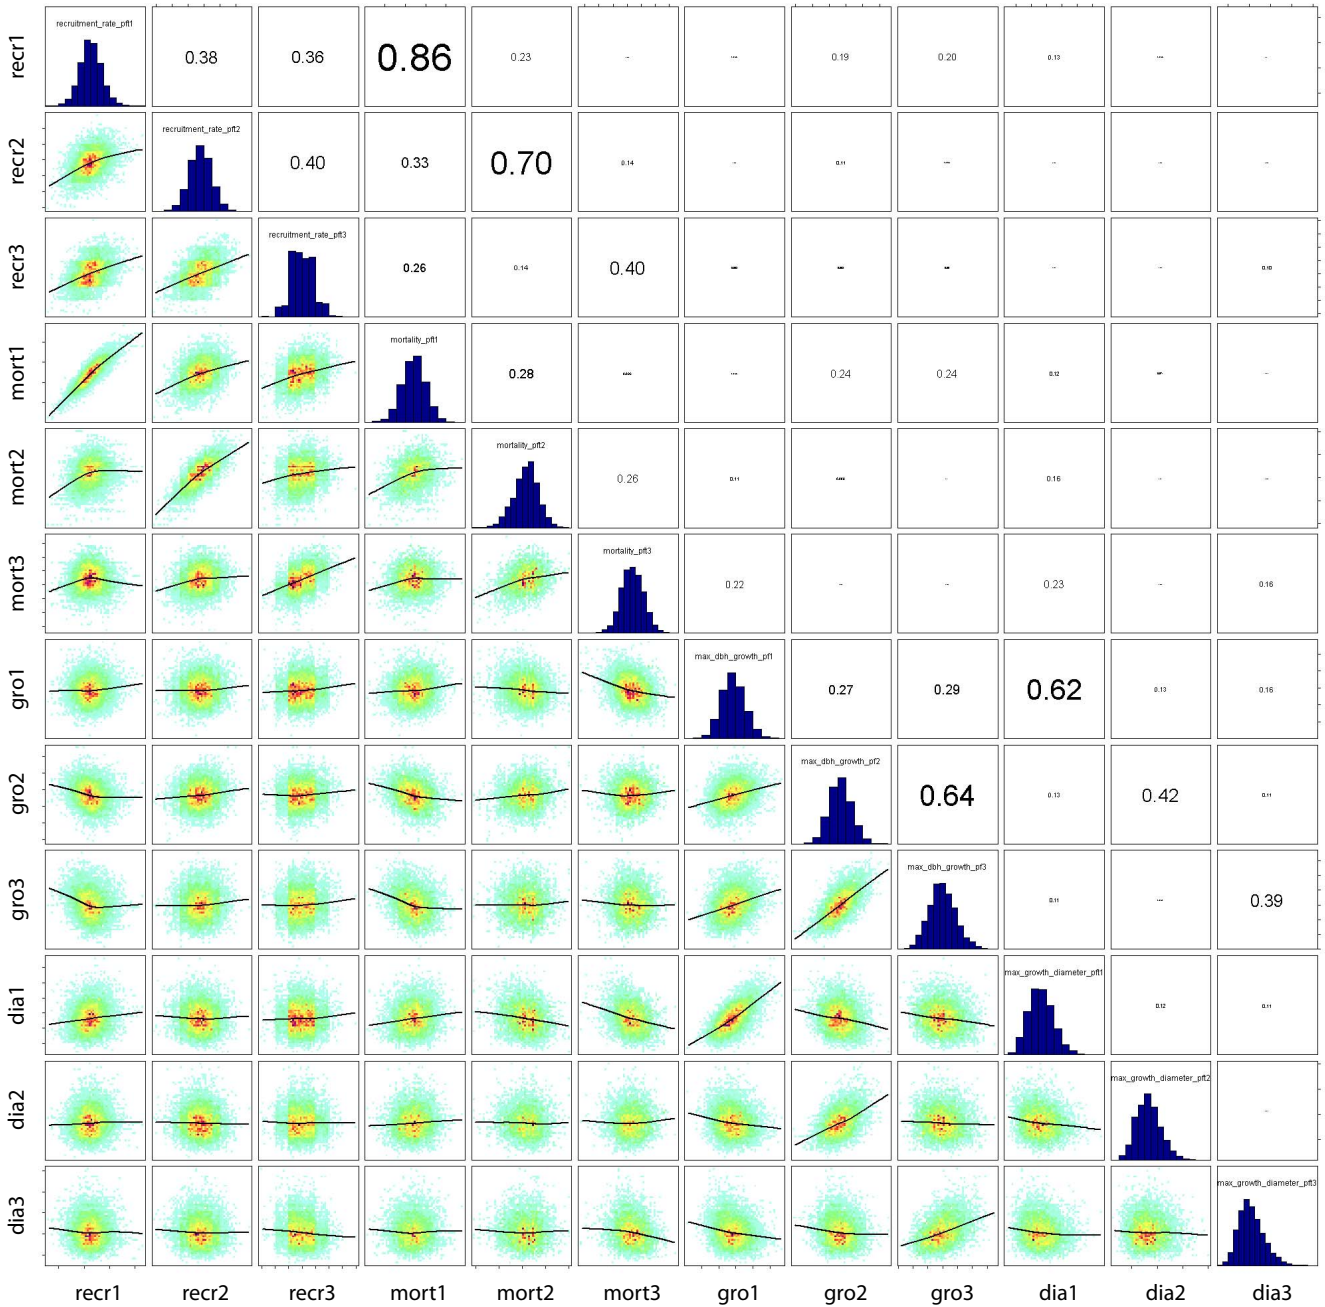 recr1 recruitment_rate_pft1 0.38 0.36 0.86 0.23 0.19 0.20 0.13
recr2 recruitment_rate_pft2 0.40 0.33 0.70 0.14 0.11
recr3 recruitment_rate_pft3 0.26 0.14 0.40 0.10
mort1 mortality_pft1 0.28 0.24 0.24 0.12
mort2 mortality_pft2 0.26 0.11 0.16
mort3 mortality_pft3 0.22 0.23 0.16
gro1 max_dbh_growth_pf1 0.27 0.29 0.62 0.13 0.16
gro2 max_dbh_growth_pf2 0.64 0.13 0.42 0.11
gro3 max_dbh_growth_pf3 0.11 0.39
dia1 max_growth_diameter_pft1 0.12 0.11
dia2 max_growth_diameter_pft2
dia3 max_growth_diameter_pft3
recr1 recr2 recr3 mort1 mort2 mort3 gro1 gro2 gro3 dia1 dia2 dia3